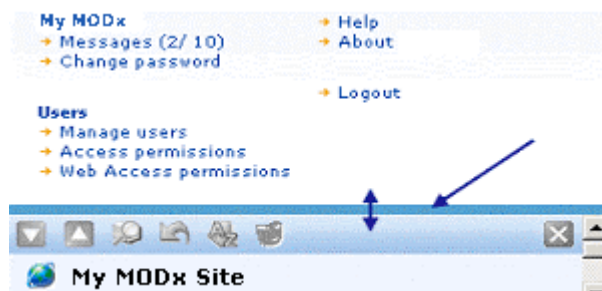 My MODx
Messages (2/ 10)
Change password
Users
Manage users
Access permissions
Web Access permissions
Help
About
Logout
My MODx Site